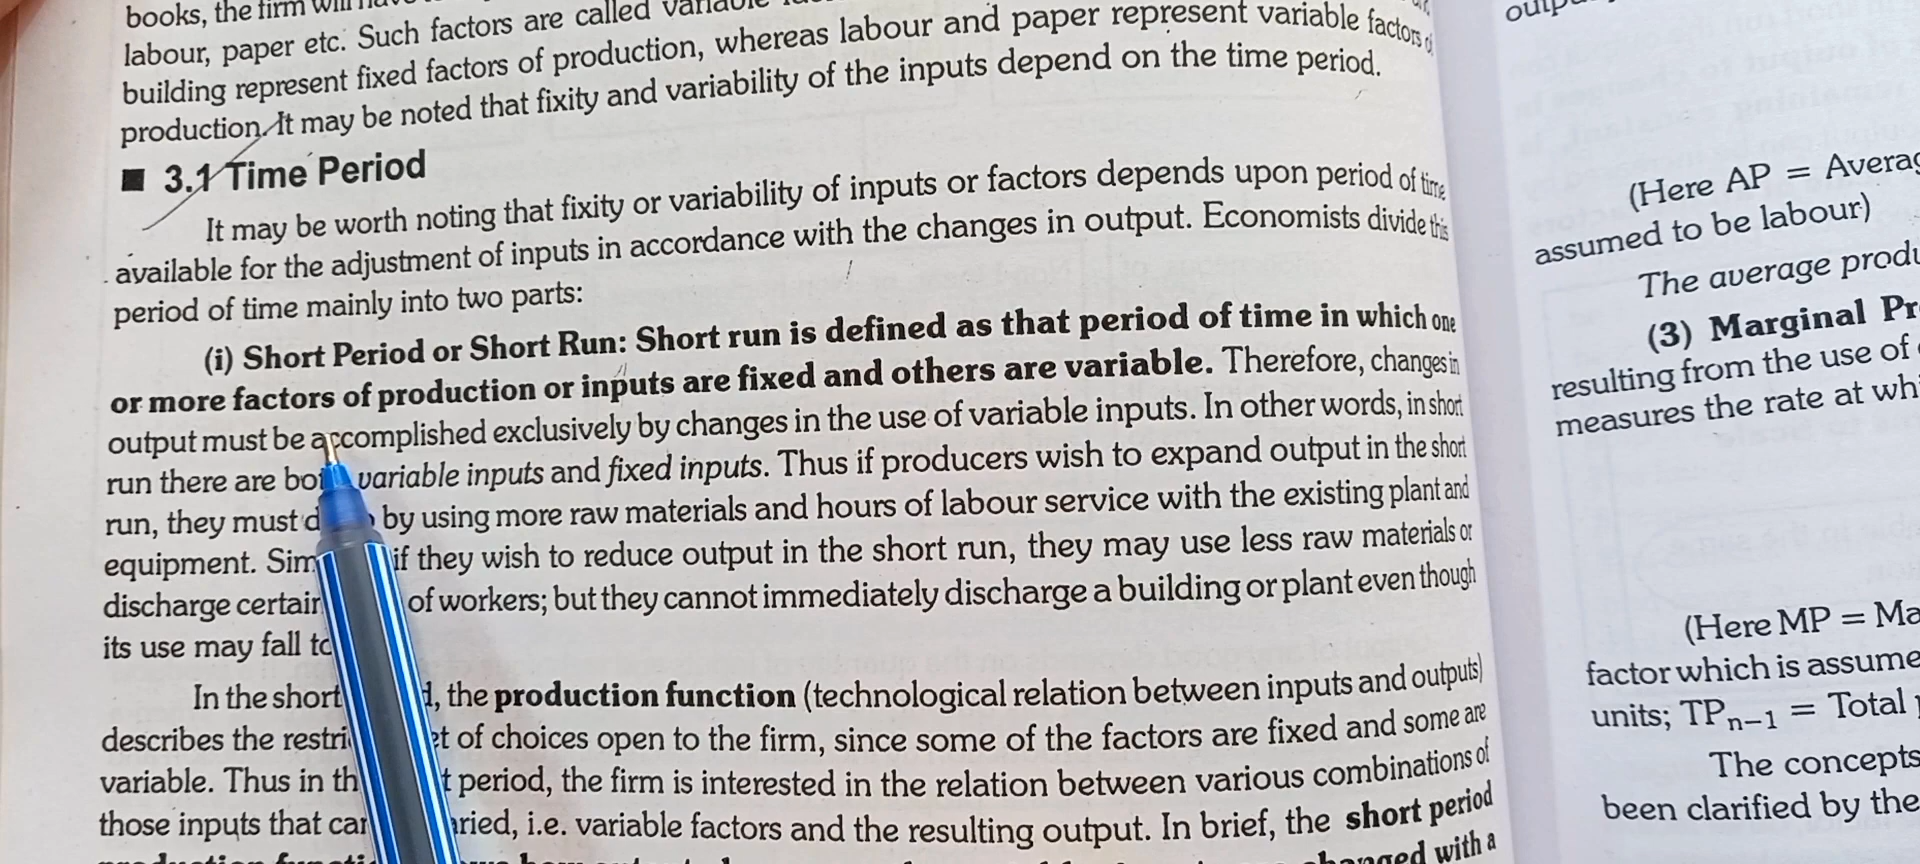 books, the firm will
labour, paper etc. Such factors are called variable
building represent fixed factors of production, whereas labour and paper represent variable factors
production. It may be noted that fixity and variability of the inputs depend on the time period.
■ 3.1 Time Period
It may be worth noting that fixity or variability of inputs or factors depends upon period of time
available for the adjustment of inputs in accordance with the changes in output. Economists divide this
period of time mainly into two parts:
(i) Short Period or Short Run: Short run is defined as that period of time in which one
or more factors of production or inputs are fixed and others are variable. Therefore, changes in
output must be accomplished exclusively by changes in the use of variable inputs. In other words, in short
run there are variable inputs and fixed inputs. Thus if producers wish to expand output in the short
run, they must by using more raw materials and hours of labour service with the existing plant and
equipment. if they wish to reduce output in the short run, they may use less raw materials or
discharge of workers; but they cannot immediately discharge a building or plant even though
its use may fall
In the short the production function (technological relation between inputs and outputs)
describes the of choices open to the firm, since some of the factors are fixed and some are
variable. Thus in period, the firm is interested in the relation between various combinations of
those inputs that i.e. variable factors and the resulting output. In brief, the short period
with a
(Here AP =
assumed to be labour)
The average
(3) Marginal
resulting from the use of
measures the rate at
(Here MP =
factor which is
units; TPn–1 = Total
The concepts
been clarified by the